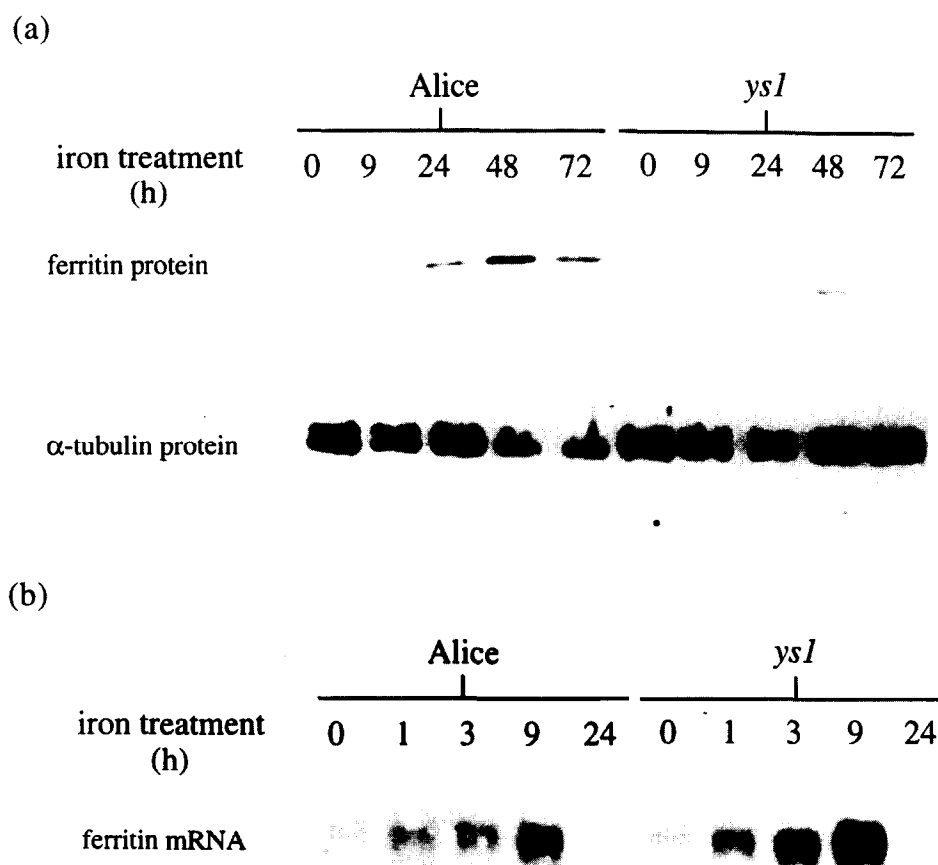 (a)
Alice ys1
iron treatment 0 9 24 48 72 0 9 24 48 72
(h)
ferritin protein
α-tubulin protein
(b)
Alice ys1
iron treatment 0 1 3 9 24 0 1 3 9 24
(h)
ferritin mRNA